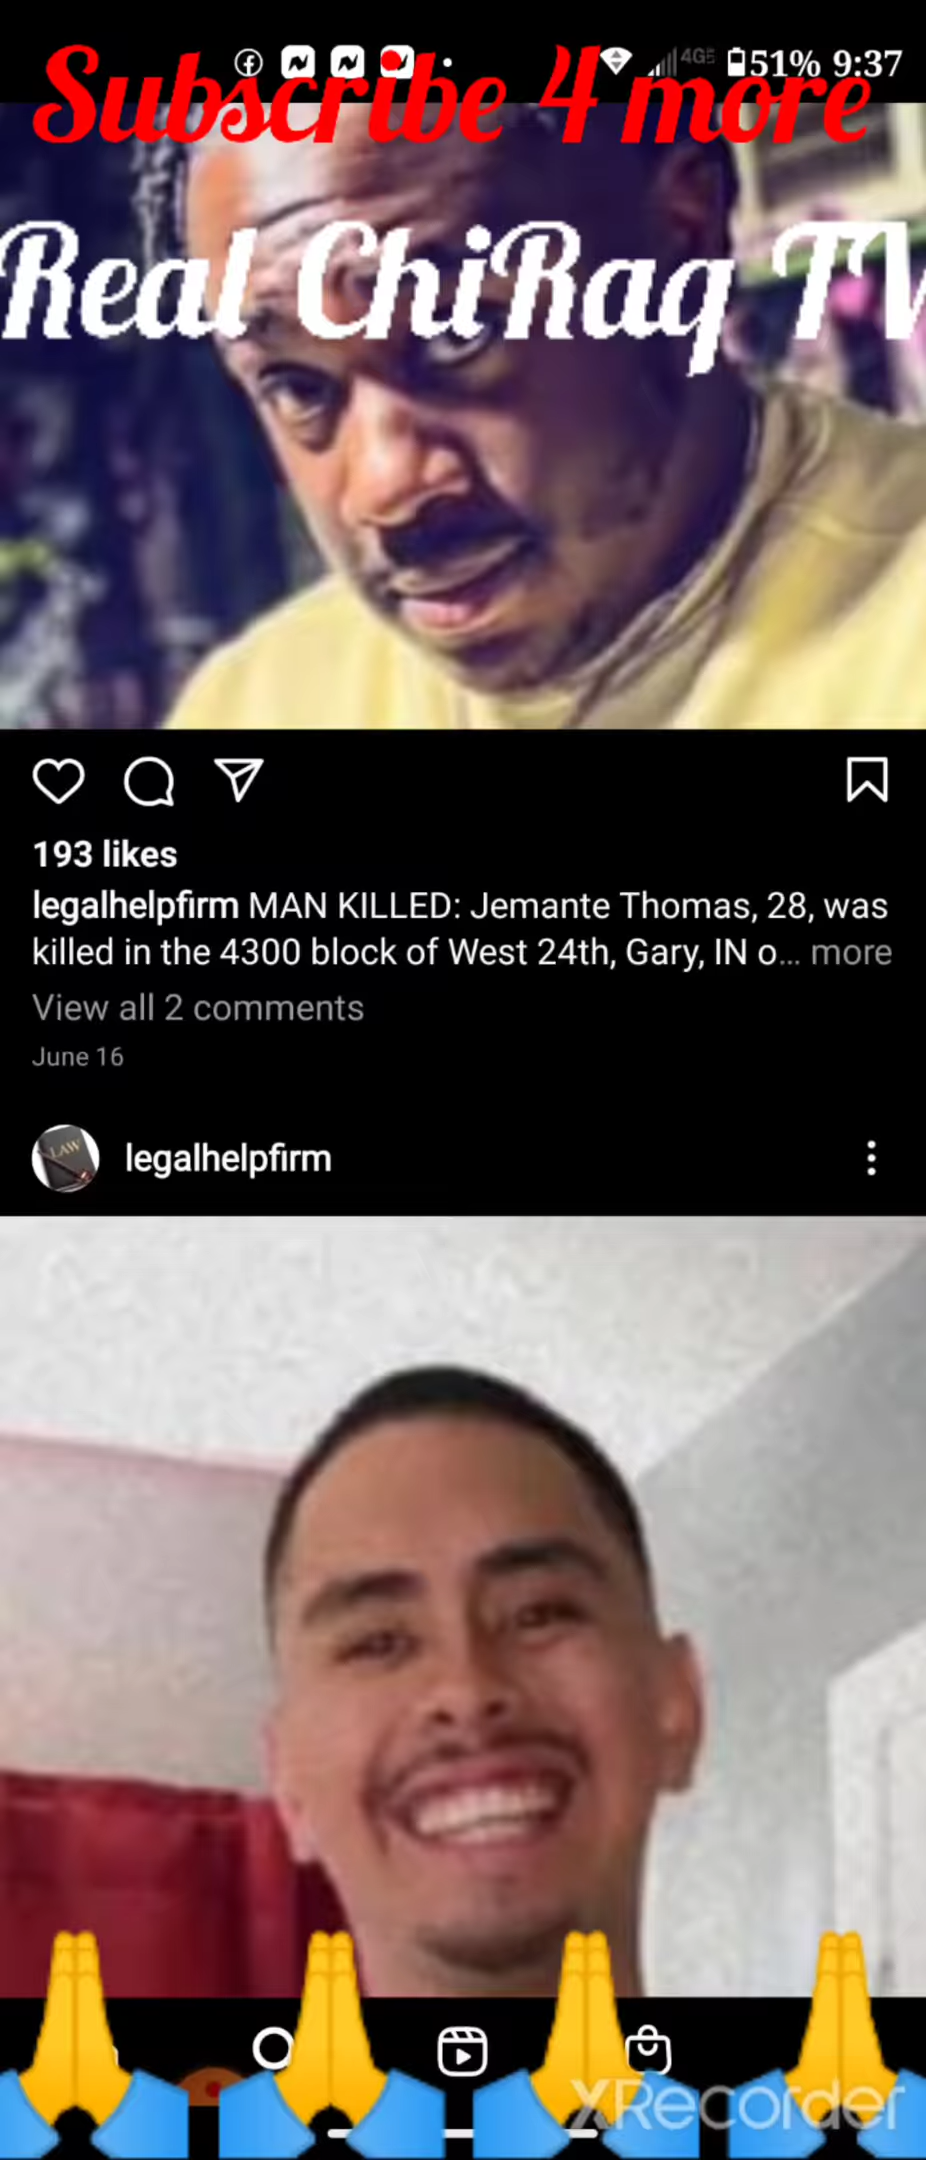 51% 9:37
Subscribe 4 more
Real ChiRaq TV
193 likes
legalhelpfirm MAN KILLED: Jemante Thomas, 28, was
killed in the 4300 block of West 24th, Gary, IN o... more
View all 2 comments
June 16
LAW
legalhelpfirm
XRecorder